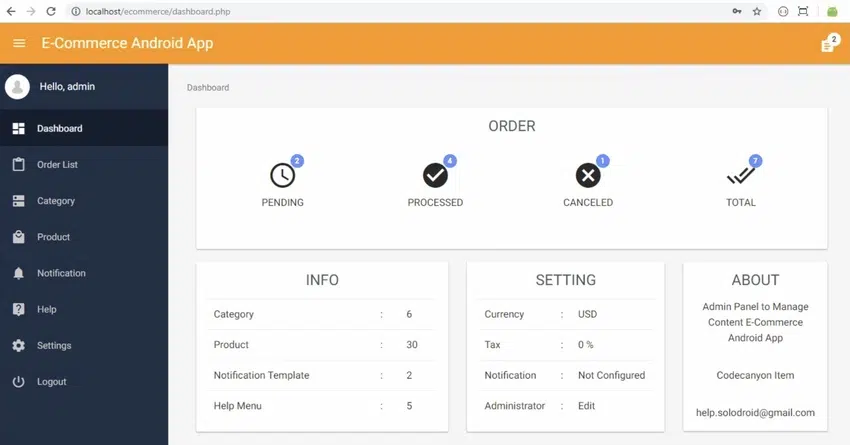 localhost/ecommerce/dashboard.php
E-Commerce Android App
2
Hello, admin
Dashboard
Order List
Category
Product
Notification
Help
Settings
Logout
Dashboard
ORDER
2
4
1
7
PENDING
PROCESSED
CANCELED
TOTAL
INFO
Category : 6
Product : 30
Notification Template : 2
Help Menu : 5
SETTING
Currency : USD
Tax : 0 %
Notification : Not Configured
Administrator : Edit
ABOUT
Admin Panel to Manage
Content E-Commerce
Android App
Codecanyon Item
help.solodroid@gmail.com